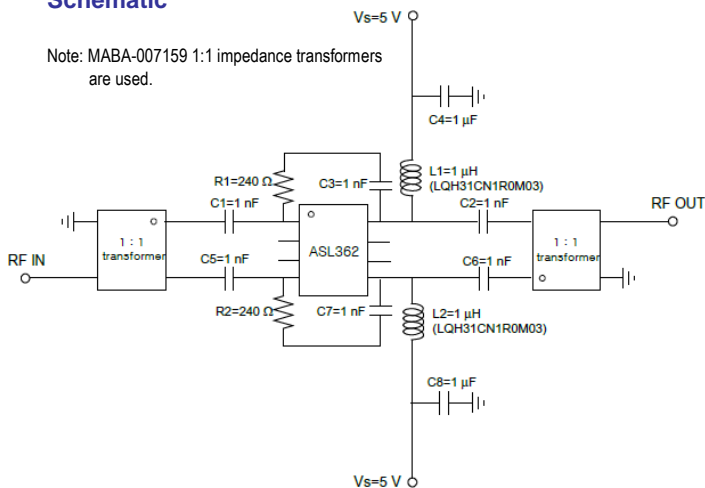 Schematic
Vs=5 V
Note: MABA-007159 1:1 impedance transformers
are used.
C4=1 μF
L1=1 μH
(LQH31CN1R0M03)
R1=240 Ω
C3=1 nF
C1=1 nF
C2=1 nF
RF OUT
1 : 1
transformer
ASL362
1 : 1
transformer
RF IN
C5=1 nF
C6=1 nF
R2=240 Ω
C7=1 nF
L2=1 μH
(LQH31CN1R0M03)
C8=1 μF
Vs=5 V